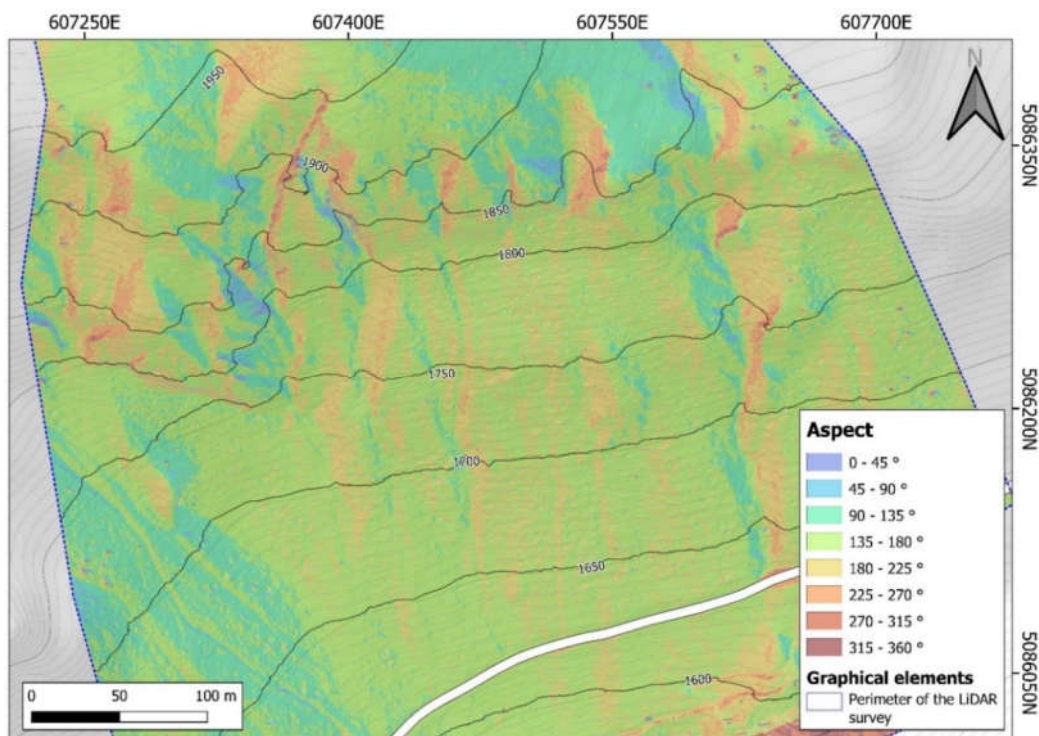 607250E 607400E 607550E 607700E
N
1950
5086350N
1900
1850
1800
1750
5086200N
1700
1650
1600
5086050N
Aspect
0 - 45 °
45 - 90 °
90 - 135 °
135 - 180 °
180 - 225 °
225 - 270 °
270 - 315 °
315 - 360 °
Graphical elements
Perimeter of the LiDAR
survey
0 50 100 m